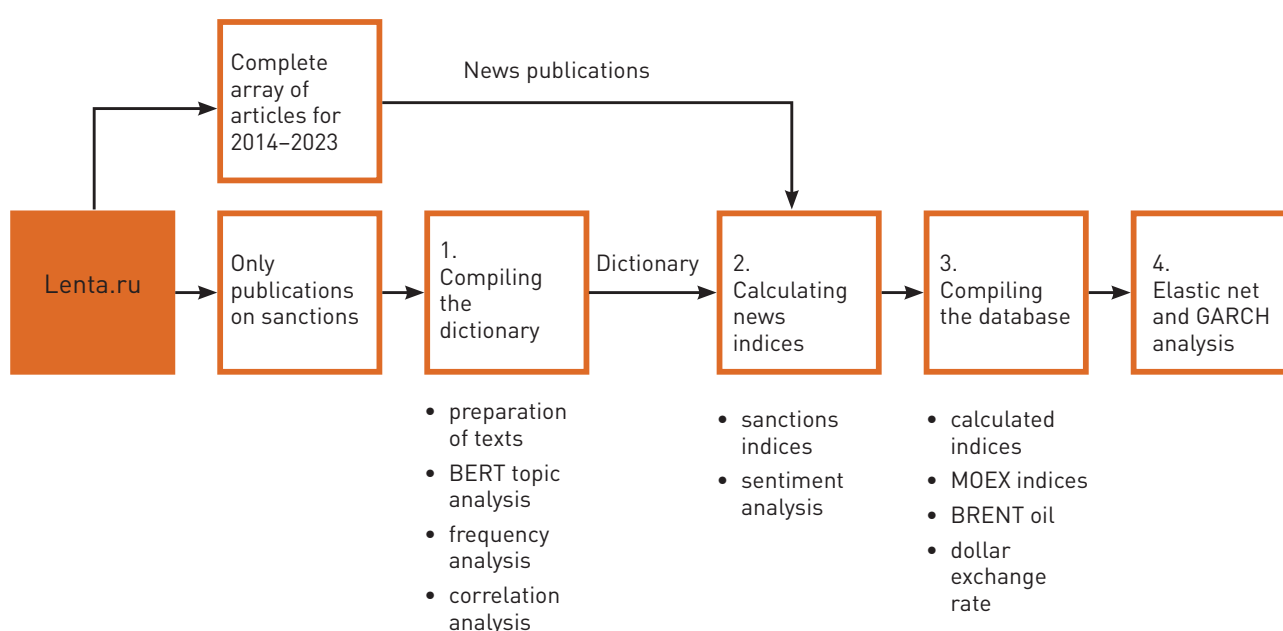 Complete
array of
articles for
2014–2023
News publications
Lenta.ru
Only
publications
on sanctions
1.
Compiling
the
dictionary
Dictionary
2.
Calculating
news
indices
3.
Compiling
the database
4.
Elastic net
and GARCH
analysis
• preparation
of texts
• BERT topic
analysis
• frequency
analysis
• correlation
analysis
• sanctions
indices
• sentiment
analysis
• calculated
indices
• MOEX indices
• BRENT oil
• dollar
exchange
rate